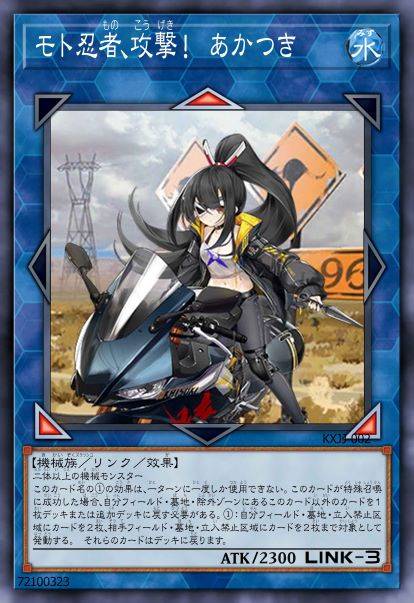 モト忍者、攻撃！ あかつき
水
96
KXJJ-002
【機械族／リンク／効果】
二体以上の機械モンスター
このカード名の①の効果は、一ターンに一度しか使用できない。このカードが特殊召喚
に成功した場合、自分フィールド・墓地・除外ゾーンにあるこのカード以外のカードを1
枚デッキまたは追加デッキに戻す必要がある。①：自分フィールド・墓地・立入禁止区
域にカードを2枚、相手フィールド・墓地・立入禁止区域にカードを2枚まで対象として
発動する。 それらのカードはデッキに戻ります。
ATK/2300 LINK-3
72100323